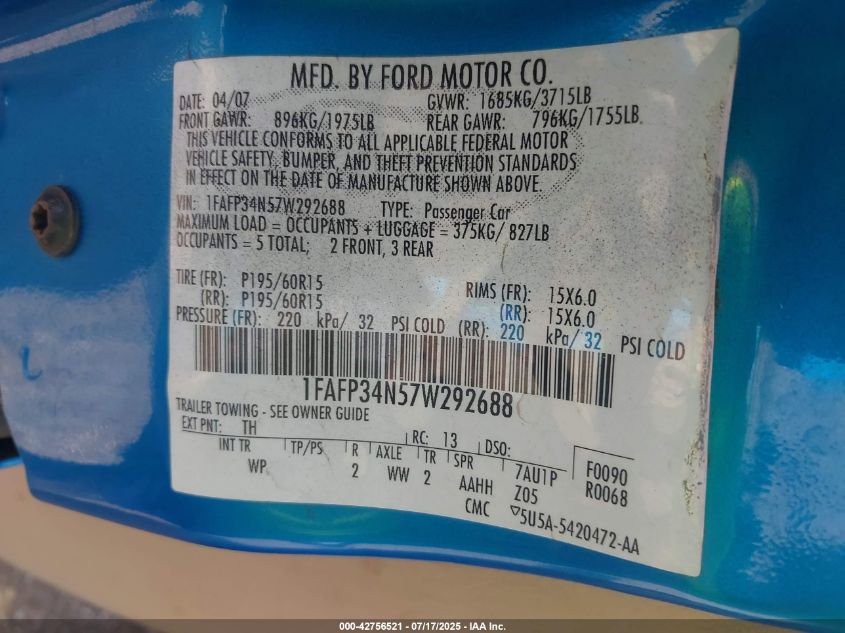 MFD. BY FORD MOTOR CO.
DATE: 04/07 GVWR: 1685KG/3715LB
FRONT GAWR: 896KG/1975LB REAR GAWR: 796KG/1755LB
THIS VEHICLE CONFORMS TO ALL APPLICABLE FEDERAL MOTOR
VEHICLE SAFETY, BUMPER, AND THEFT PREVENTION STANDARDS
IN EFFECT ON THE DATE OF MANUFACTURE SHOWN ABOVE.
VIN: 1FAFP34N57W292688 TYPE: Passenger Car
MAXIMUM LOAD = OCCUPANTS + LUGGAGE = 375KG/ 827LB
OCCUPANTS = 5 TOTAL; 2 FRONT, 3 REAR
TIRE (FR): P195/60R15 RIMS (FR): 15X6.0
(RR): P195/60R15 (RR): 15X6.0
PRESSURE (FR): 220 kPa/ 32 PSI COLD (RR): 220 kPa/ 32 PSI COLD
1FAFP34N57W292688
TRAILER TOWING - SEE OWNER GUIDE
EXT PNT: TH RC: 13 DSO: F0090
INT TR TP/PS R AXLE TR SPR 7AU1P R0068
WP 2 WW 2 AAHH Z05
CMC ▽5U5A-5420472-AA
000-42756521 - 07/17/2025 - IAA Inc.